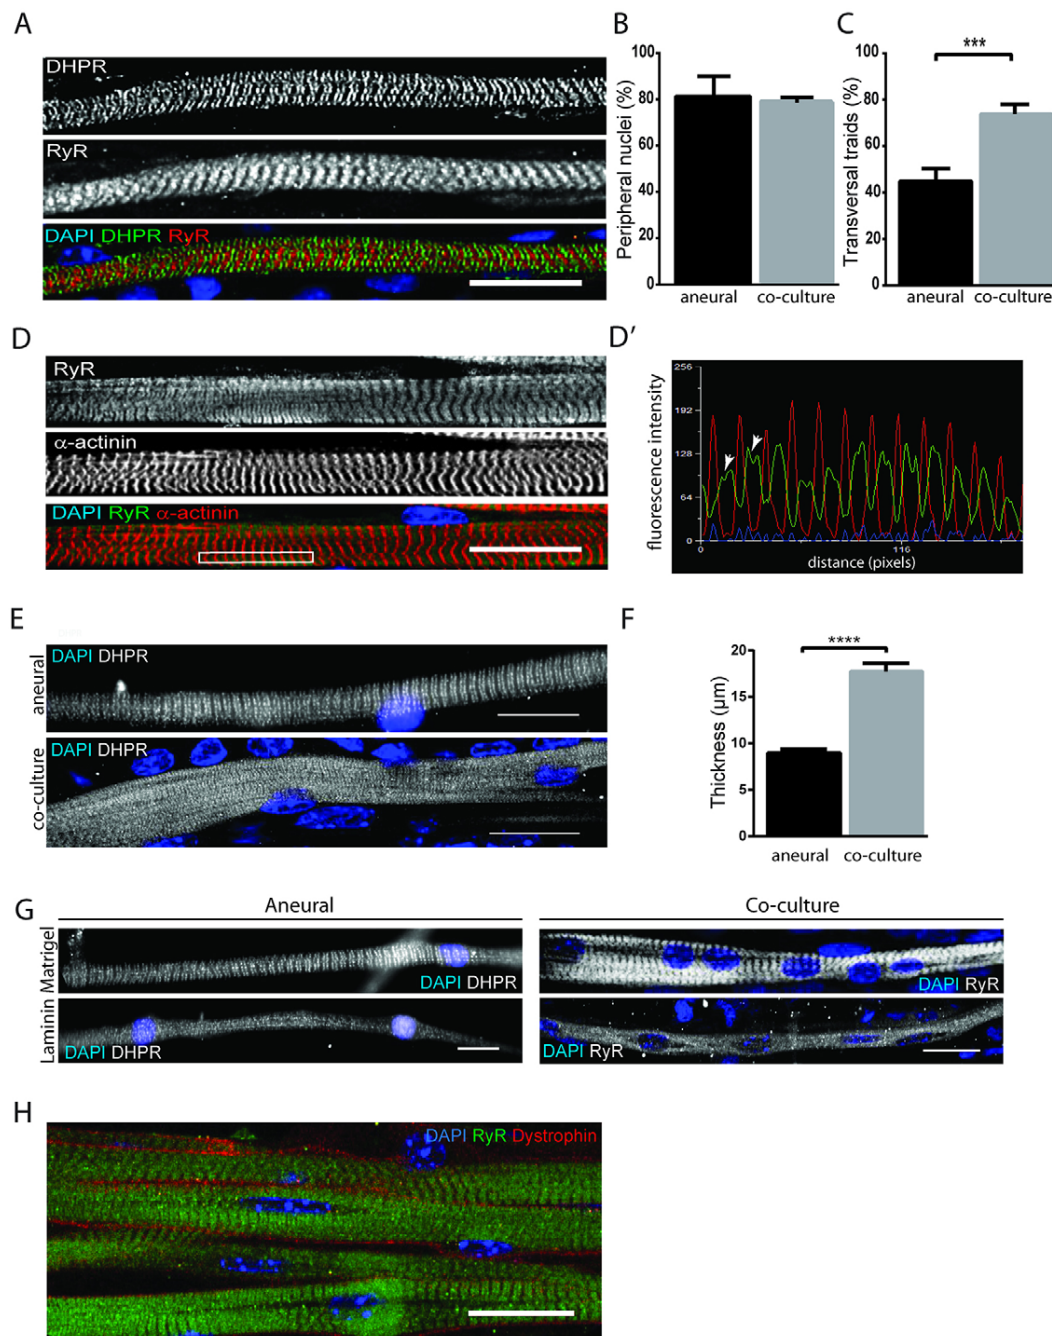 A
DHPR
RyR
DAPI DHPR RyR
B
Peripheral nuclei (%)
100
80
60
40
20
0
aneural co-culture
C
Transversal traids (%)
100
80
60
40
20
0
***
aneural co-culture
D
RyR
α-actinin
DAPI RyR α-actinin
D'
fluorescence intensity
256
192
128
64
0
0 116
distance (pixels)
E
aneural
DAPI DHPR
co-culture
DAPI DHPR
F
Thickness (μm)
20
15
10
5
0
****
aneural co-culture
G
Aneural
Co-culture
Matrigel
DAPI DHPR
DAPI RyR
Laminin
DAPI DHPR
DAPI RyR
H
DAPI RyR Dystrophin